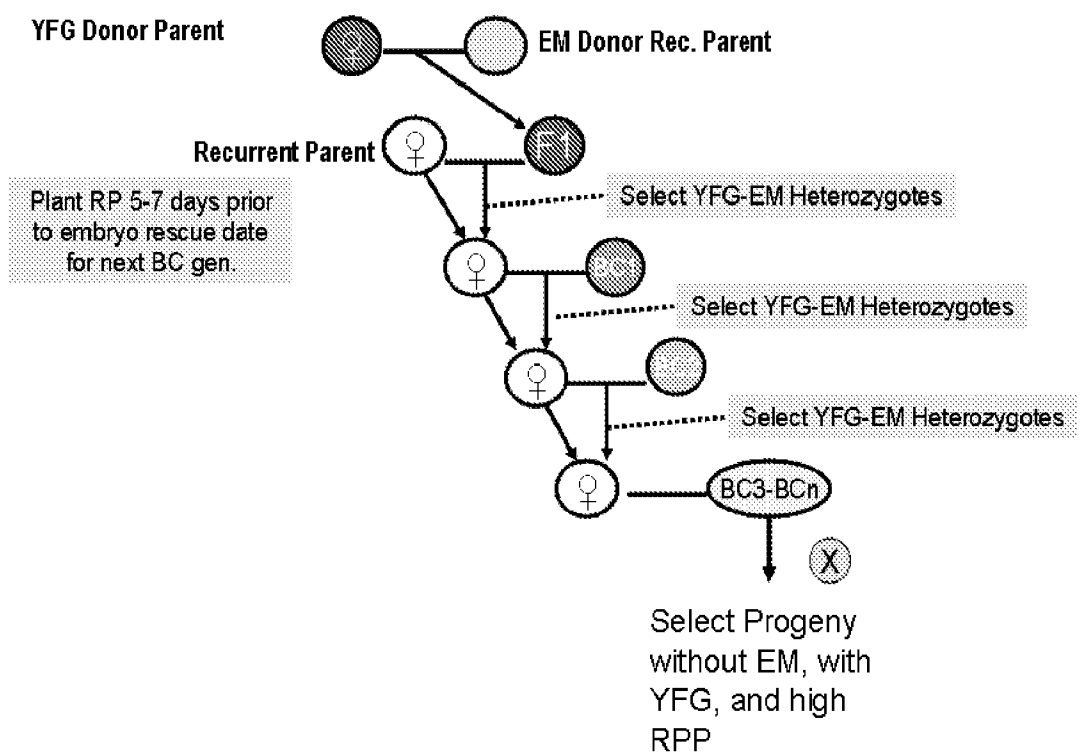 YFG Donor Parent
♀
EM Donor Rec. Parent
F1
Recurrent Parent
♀
Plant RP 5-7 days prior
to embryo rescue date
for next BC gen.
Select YFG-EM Heterozygotes
♀
Select YFG-EM Heterozygotes
♀
Select YFG-EM Heterozygotes
♀
BC3-BCn
X
Select Progeny
without EM, with
YFG, and high
RPP